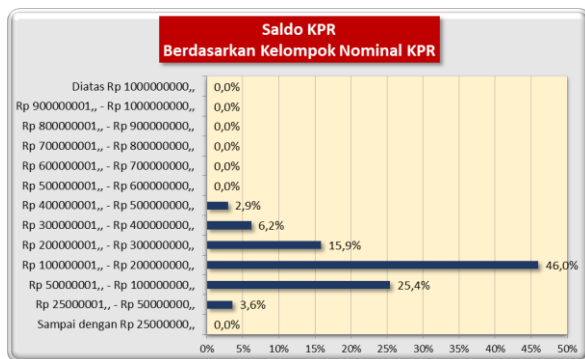 Saldo KPR
Berdasarkan Kelompok Nominal KPR
Diatas Rp 1000000000,, 0,0%
Rp 900000001,, - Rp 1000000000,, 0,0%
Rp 800000001,, - Rp 900000000,, 0,0%
Rp 700000001,, - Rp 800000000,, 0,0%
Rp 600000001,, - Rp 700000000,, 0,0%
Rp 500000001,, - Rp 600000000,, 0,0%
Rp 400000001,, - Rp 500000000,, 2,9%
Rp 300000001,, - Rp 400000000,, 6,2%
Rp 200000001,, - Rp 300000000,, 15,9%
Rp 100000001,, - Rp 200000000,, 46,0%
Rp 50000001,, - Rp 100000000,, 25,4%
Rp 25000001,, - Rp 50000000,, 3,6%
Sampai dengan Rp 25000000,, 0,0%
0% 5% 10% 15% 20% 25% 30% 35% 40% 45% 50%